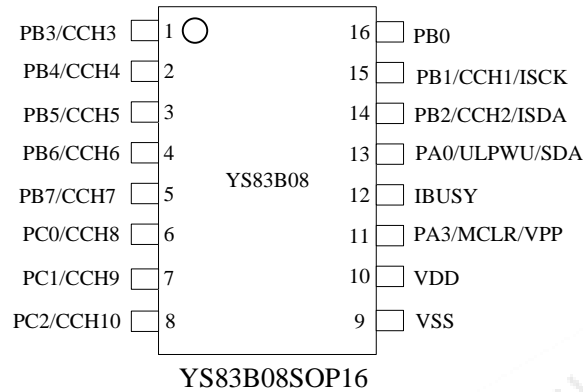 PB3/CCH3 1 16 PB0
PB4/CCH4 2 15 PB1/CCH1/ISCK
PB5/CCH5 3 14 PB2/CCH2/ISDA
PB6/CCH6 4 13 PA0/ULPWU/SDA
YS83B08
PB7/CCH7 5 12 IBUSY
PC0/CCH8 6 11 PA3/MCLR/VPP
PC1/CCH9 7 10 VDD
PC2/CCH10 8 9 VSS
YS83B08SOP16